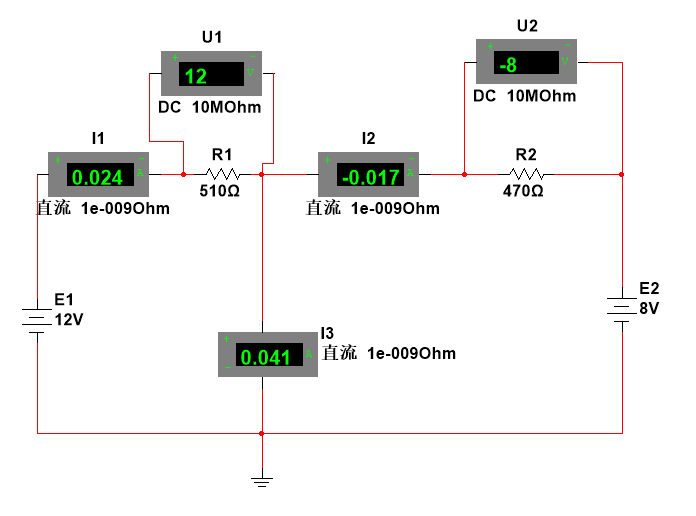 U1
+ -
12 V
DC 10MOhm
U2
+ -
-8 V
DC 10MOhm
I1
+ -
0.024 A
直流 1e-009Ohm
R1
510Ω
I2
+ -
-0.017 A
直流 1e-009Ohm
R2
470Ω
E1
12V
E2
8V
I3
+
0.041 A
-
直流 1e-009Ohm